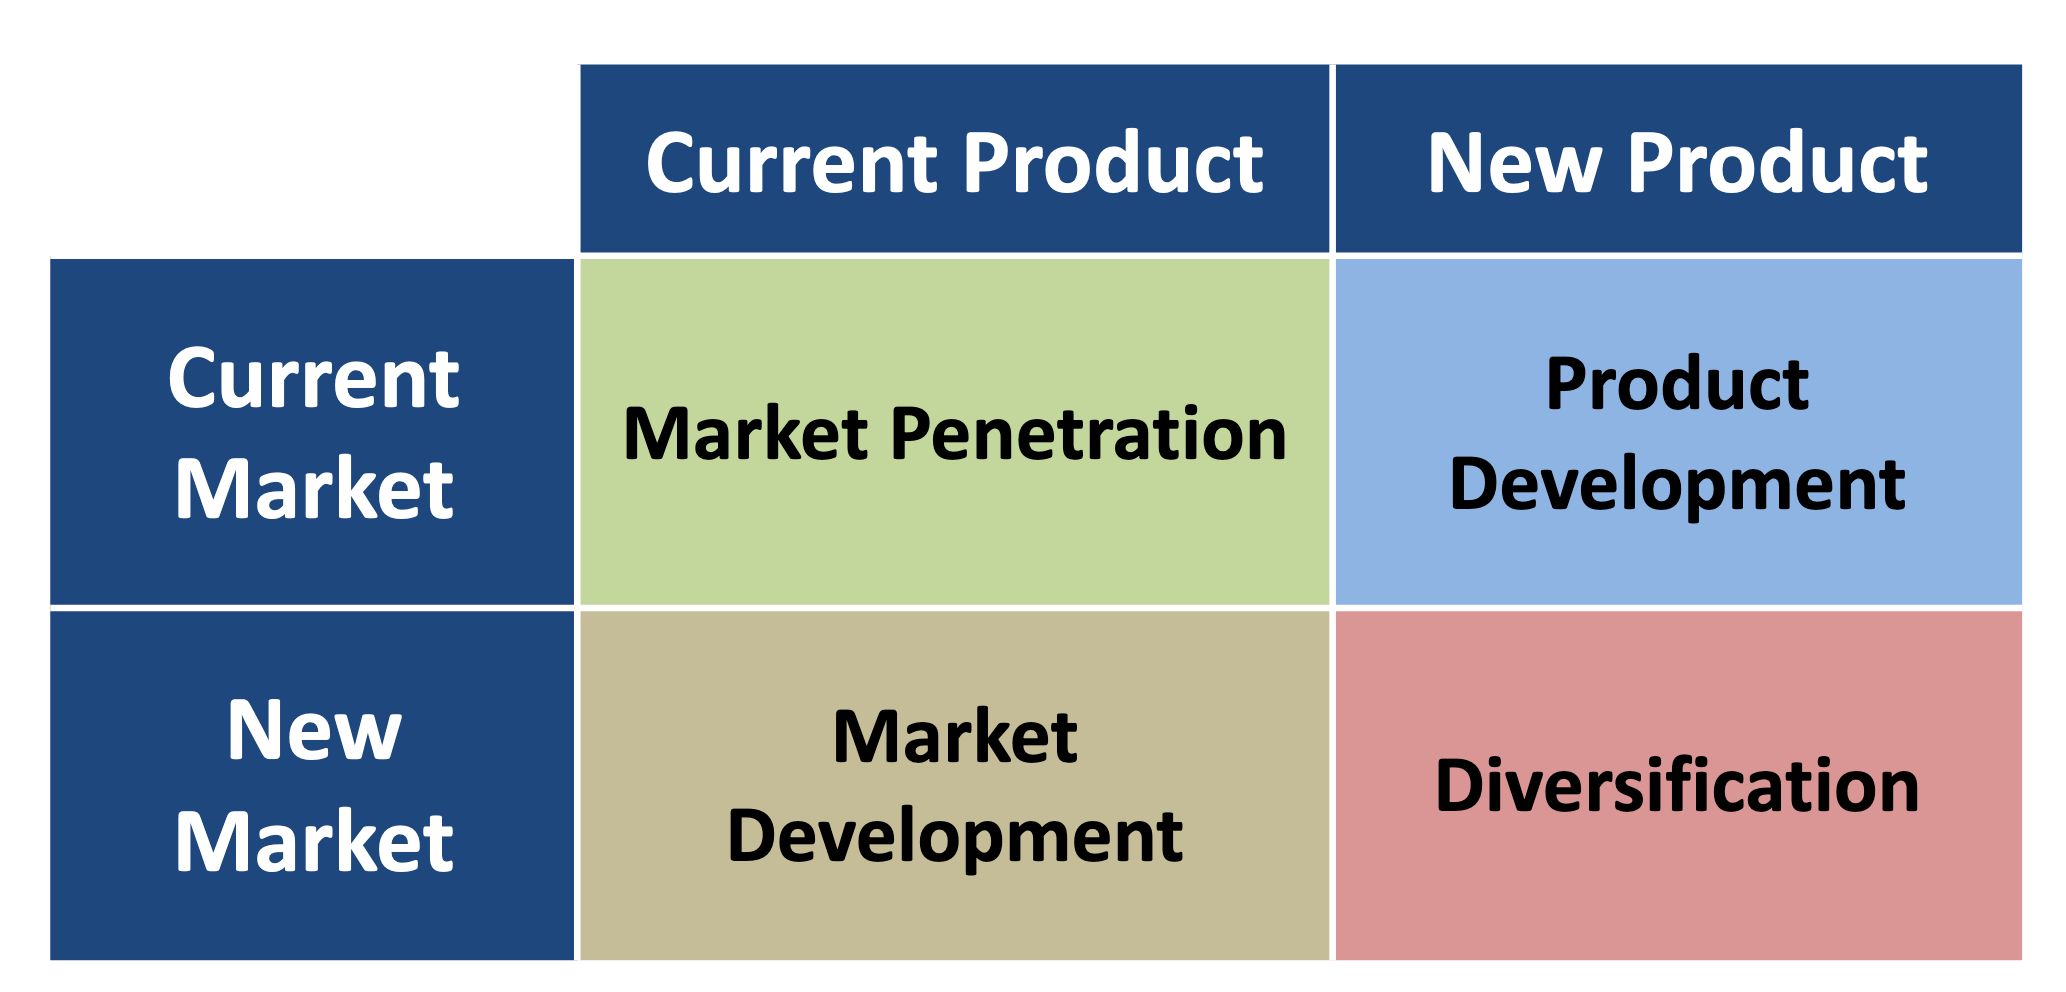 Current Product
New Product
Current
Market
Market Penetration
Product
Development
New
Market
Market
Development
Diversification